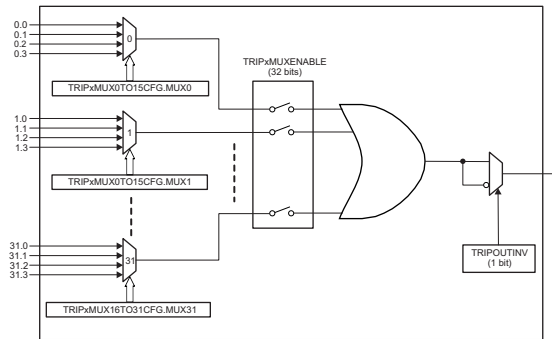 0.0
0.1
0.2
0.3
0
TRIPxMUX0TO15CFG.MUX0
TRIPxMUXENABLE
(32 bits)
1.0
1.1
1.2
1.3
1
TRIPxMUX0TO15CFG.MUX1
31.0
31.1
31.2
31.3
31
TRIPxMUX16TO31CFG.MUX31
TRIPOUTINV
(1 bit)